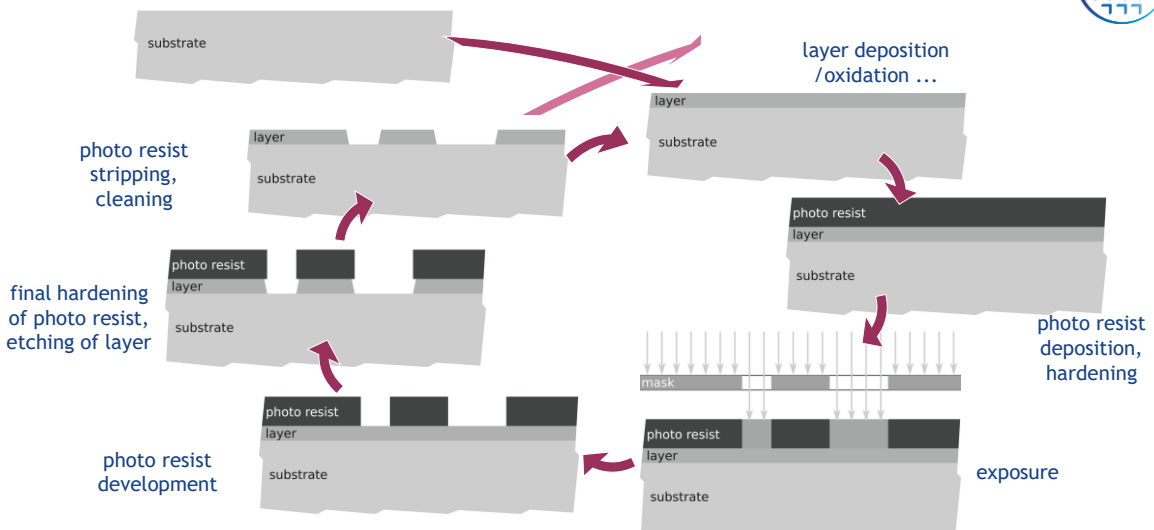 substrate
layer deposition
/oxidation ...
layer
substrate
photo resist
layer
substrate
photo resist
deposition,
hardening
mask
photo resist
layer
substrate
exposure
photo resist
layer
substrate
photo resist
development
photo resist
layer
substrate
final hardening
of photo resist,
etching of layer
layer
substrate
photo resist
stripping,
cleaning